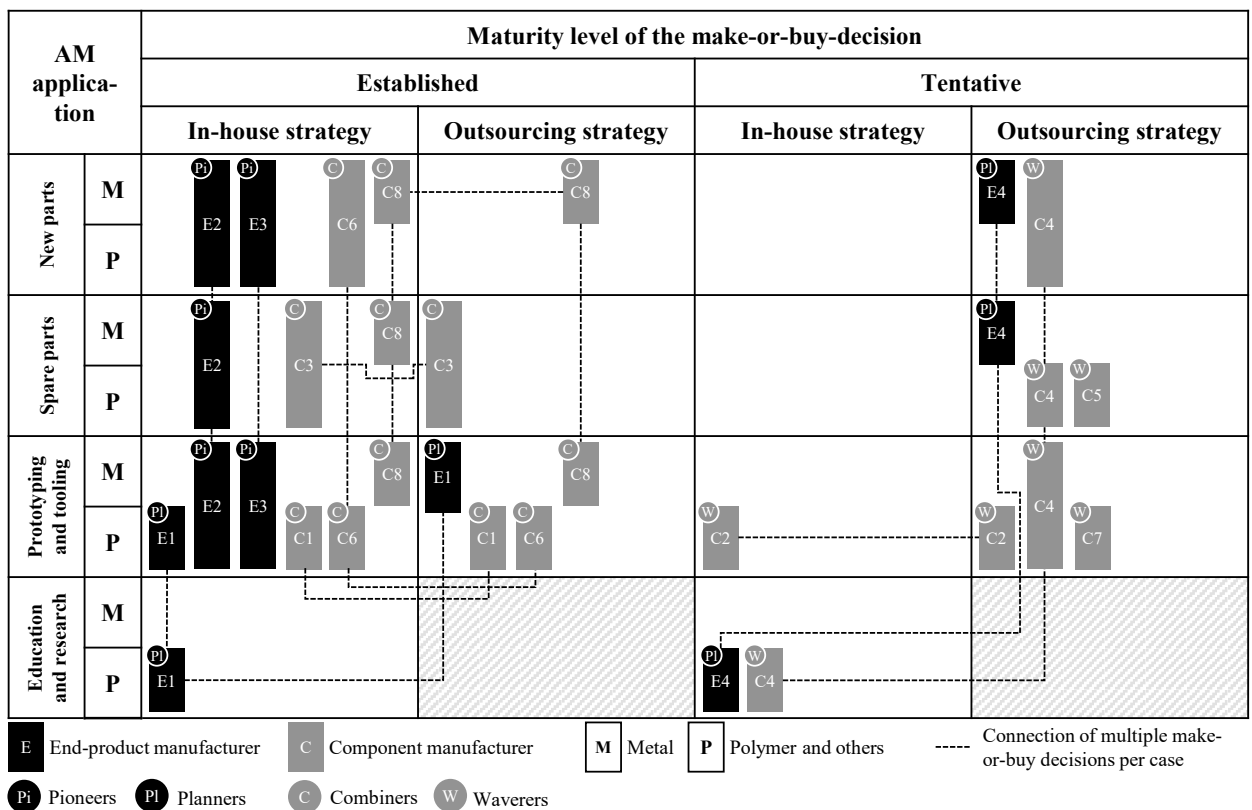 AM
applica-
tion
Maturity level of the make-or-buy-decision
Established
Tentative
In-house strategy
Outsourcing strategy
In-house strategy
Outsourcing strategy
New parts
M
P
Pi
E2
Pi
E3
C
C6
C
C8
C
C8
Pl
E4
W
C4
Spare parts
M
P
Pi
E2
C
C3
C
C8
C
C3
Pl
E4
W
C4
W
C5
Prototyping
and tooling
M
P
Pl
E1
Pi
E2
Pi
E3
C
C1
C
C6
C
C8
Pl
E1
C
C1
C
C6
C
C8
W
C2
W
C2
W
C4
W
C7
Education
and research
M
P
Pl
E1
Pl
E4
W
C4
E End-product manufacturer
C Component manufacturer
M Metal
P Polymer and others
Connection of multiple make-
or-buy decisions per case
Pi Pioneers
Pl Planners
C Combiners
W Waverers